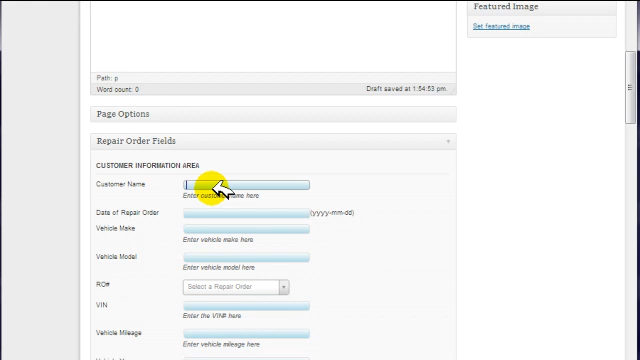 Featured Image
Set featured image
Path: p
Word count: 0
Draft saved at 1:54:53 pm.
Page Options
Repair Order Fields
CUSTOMER INFORMATION AREA
Customer Name
Enter customer name here
Date of Repair Order
(yyyy-mm-dd)
Vehicle Make
Enter vehicle make here
Vehicle Model
Enter vehicle model here
RO#
Select a Repair Order
VIN
Enter the VIN# here
Vehicle Mileage
Enter vehicle mileage here